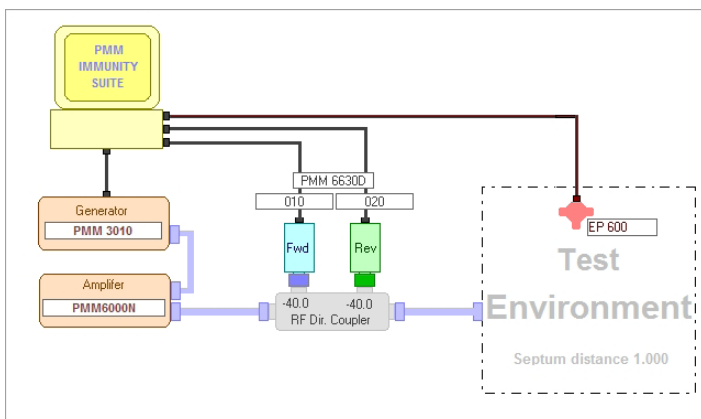 PMM
IMMUNITY
SUITE
PMM 6630D
010
020
Generator
PMM 3010
Fwd
Rev
EP 600
Test
Environment
Amplifer
PMM6000N
-40.0
-40.0
RF Dir. Coupler
Septum distance 1.000